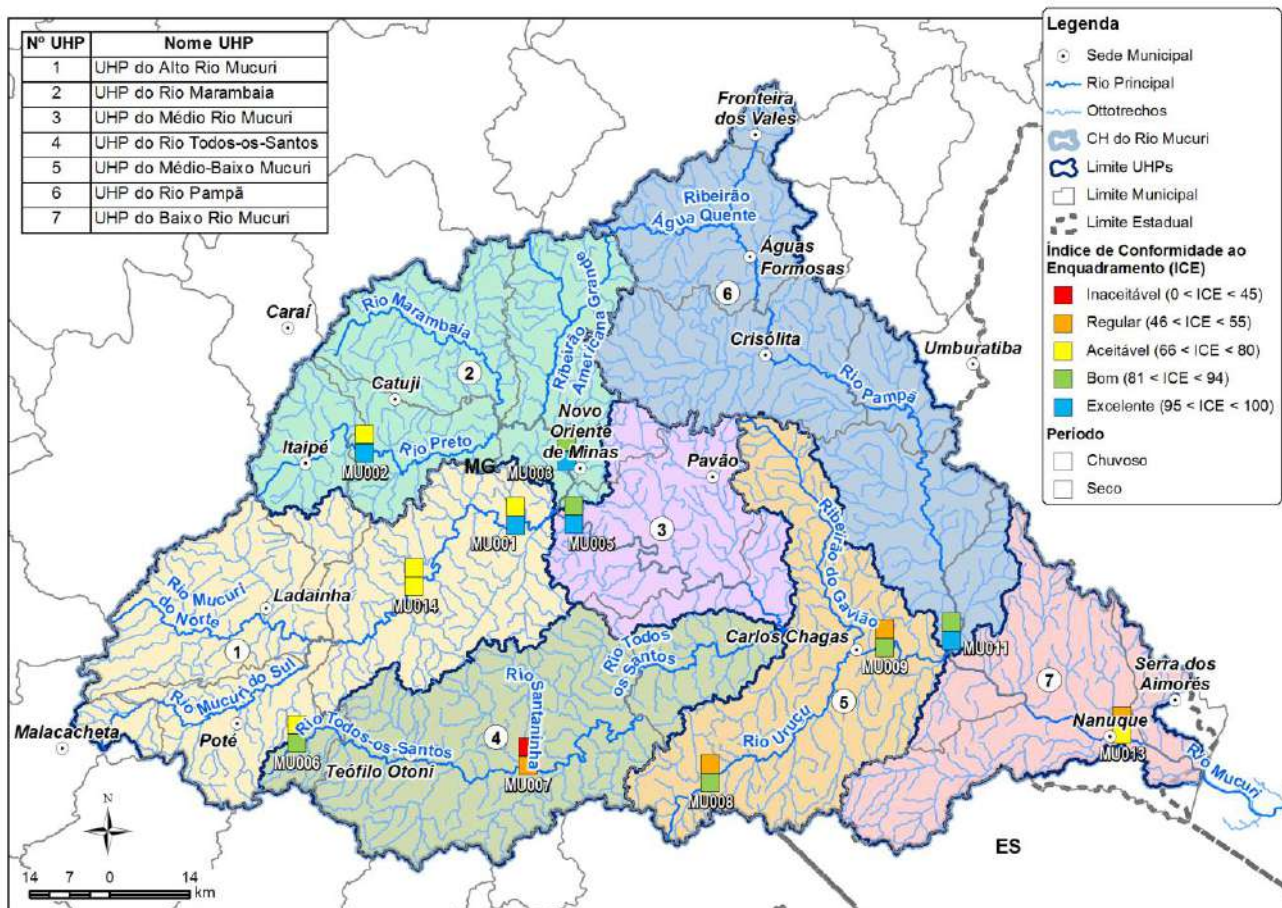 Nº UHP Nome UHP
1 UHP do Alto Rio Mucuri
2 UHP do Rio Marambaia
3 UHP do Médio Rio Mucuri
4 UHP do Rio Todos-os-Santos
5 UHP do Médio-Baixo Mucuri
6 UHP do Rio Pampã
7 UHP do Baixo Rio Mucuri
Legenda
Sede Municipal
Rio Principal
Ottotrechos
CH do Rio Mucuri
Limite UHPs
Limite Municipal
Limite Estadual
Índice de Conformidade ao
Enquadramento (ICE)
Inaceitável (0 < ICE < 45)
Regular (46 < ICE < 55)
Aceitável (66 < ICE < 80)
Bom (81 < ICE < 94)
Excelente (95 < ICE < 100)
Período
Chuvoso
Seco
Fronteira
dos Vales
Ribeirão
Água Quente
Águas
Formosas
6
Crisólita
Umburatiba
Rio Pampã
Caraí
Rio Marambaia
Ribeirão
Americana Grande
2
Catuji
Novo
Oriente
de Minas
Itaipé
Rio Preto
MU002
MG
MU003
Pavão
MU001
MU005
3
Ribeirão do Gavião
MU014
Rio Mucuri
do Norte
Ladainha
1
Rio Mucuri do Sul
Malacacheta
Poté
MU006
Rio Todos-os-Santos
Teófilo Otoni
4
Rio Santaninha
MU007
Rio Todos
os Santos
Carlos Chagas
MU009
MU011
5
Rio Uruçu
MU008
7
Serra dos
Aimorés
Nanuque
MU013
Rio Mucuri
ES
N
14 7 0 14
km